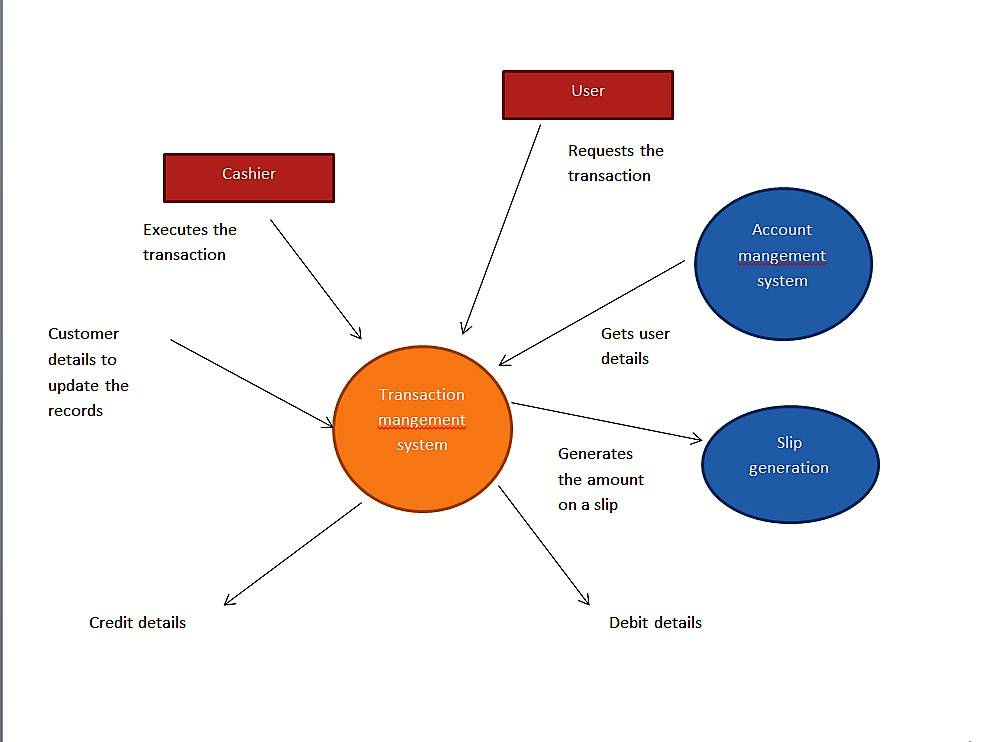 User
Requests the
transaction
Cashier
Executes the
transaction
Account
mangement
system
Customer
details to
update the
records
Gets user
details
Transaction
mangement
system
Slip
generation
Generates
the amount
on a slip
Credit details
Debit details